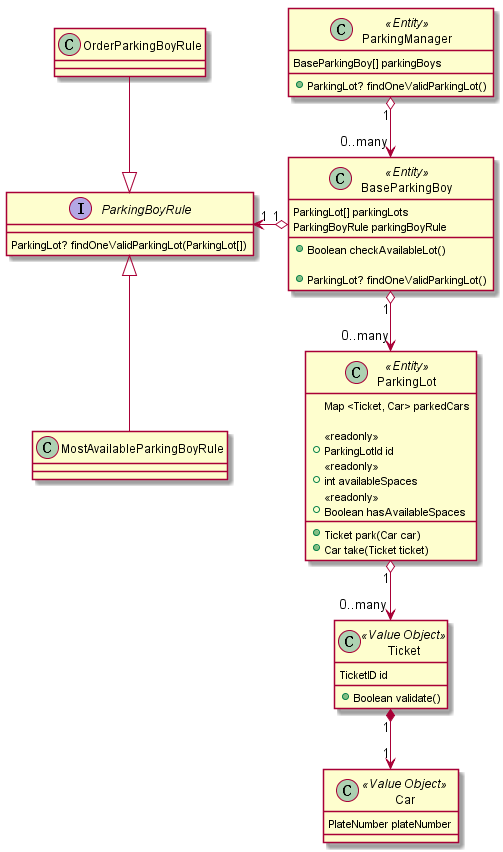 C OrderParkingBoyRule
C «Entity»
ParkingManager
BaseParkingBoy[] parkingBoys
ParkingLot? findOneValidParkingLot()
1
0..many
I ParkingBoyRule
ParkingLot? findOneValidParkingLot(ParkingLot[])
1 1
C «Entity»
BaseParkingBoy
ParkingLot[] parkingLots
ParkingBoyRule parkingBoyRule
Boolean checkAvailableLot()
ParkingLot? findOneValidParkingLot()
1
0..many
C MostAvailableParkingBoyRule
C «Entity»
ParkingLot
Map <Ticket, Car> parkedCars
«readonly»
ParkingLotId id
«readonly»
int availableSpaces
«readonly»
Boolean hasAvailableSpaces
Ticket park(Car car)
Car take(Ticket ticket)
1
0..many
C «Value Object»
Ticket
TicketID id
Boolean validate()
1
1
C «Value Object»
Car
PlateNumber plateNumber